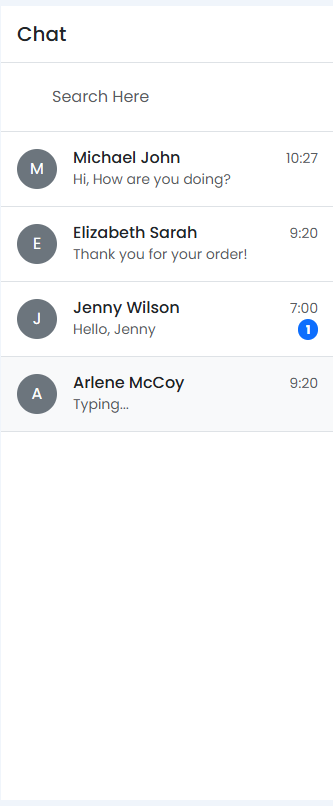 Chat
Search Here
M
Michael John
10:27
Hi, How are you doing?
E
Elizabeth Sarah
9:20
Thank you for your order!
J
Jenny Wilson
7:00
Hello, Jenny
1
A
Arlene McCoy
9:20
Typing...